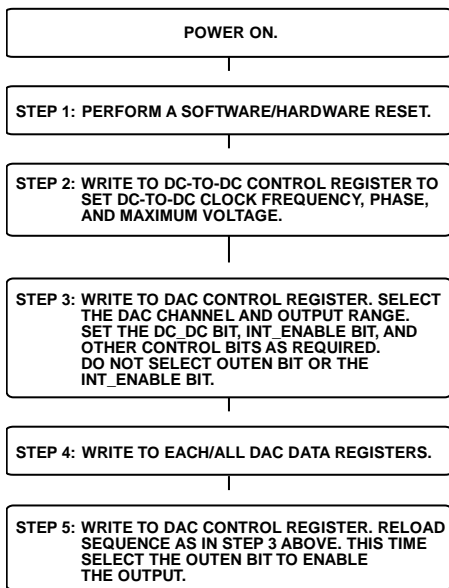 POWER ON.
STEP 1: PERFORM A SOFTWARE/HARDWARE RESET.
STEP 2: WRITE TO DC-TO-DC CONTROL REGISTER TO
SET DC-TO-DC CLOCK FREQUENCY, PHASE,
AND MAXIMUM VOLTAGE.
STEP 3: WRITE TO DAC CONTROL REGISTER. SELECT
THE DAC CHANNEL AND OUTPUT RANGE.
SET THE DC_DC BIT, INT_ENABLE BIT, AND
OTHER CONTROL BITS AS REQUIRED.
DO NOT SELECT OUTEN BIT OR THE
INT_ENABLE BIT.
STEP 4: WRITE TO EACH/ALL DAC DATA REGISTERS.
STEP 5: WRITE TO DAC CONTROL REGISTER. RELOAD
SEQUENCE AS IN STEP 3 ABOVE. THIS TIME
SELECT THE OUTEN BIT TO ENABLE
THE OUTPUT.